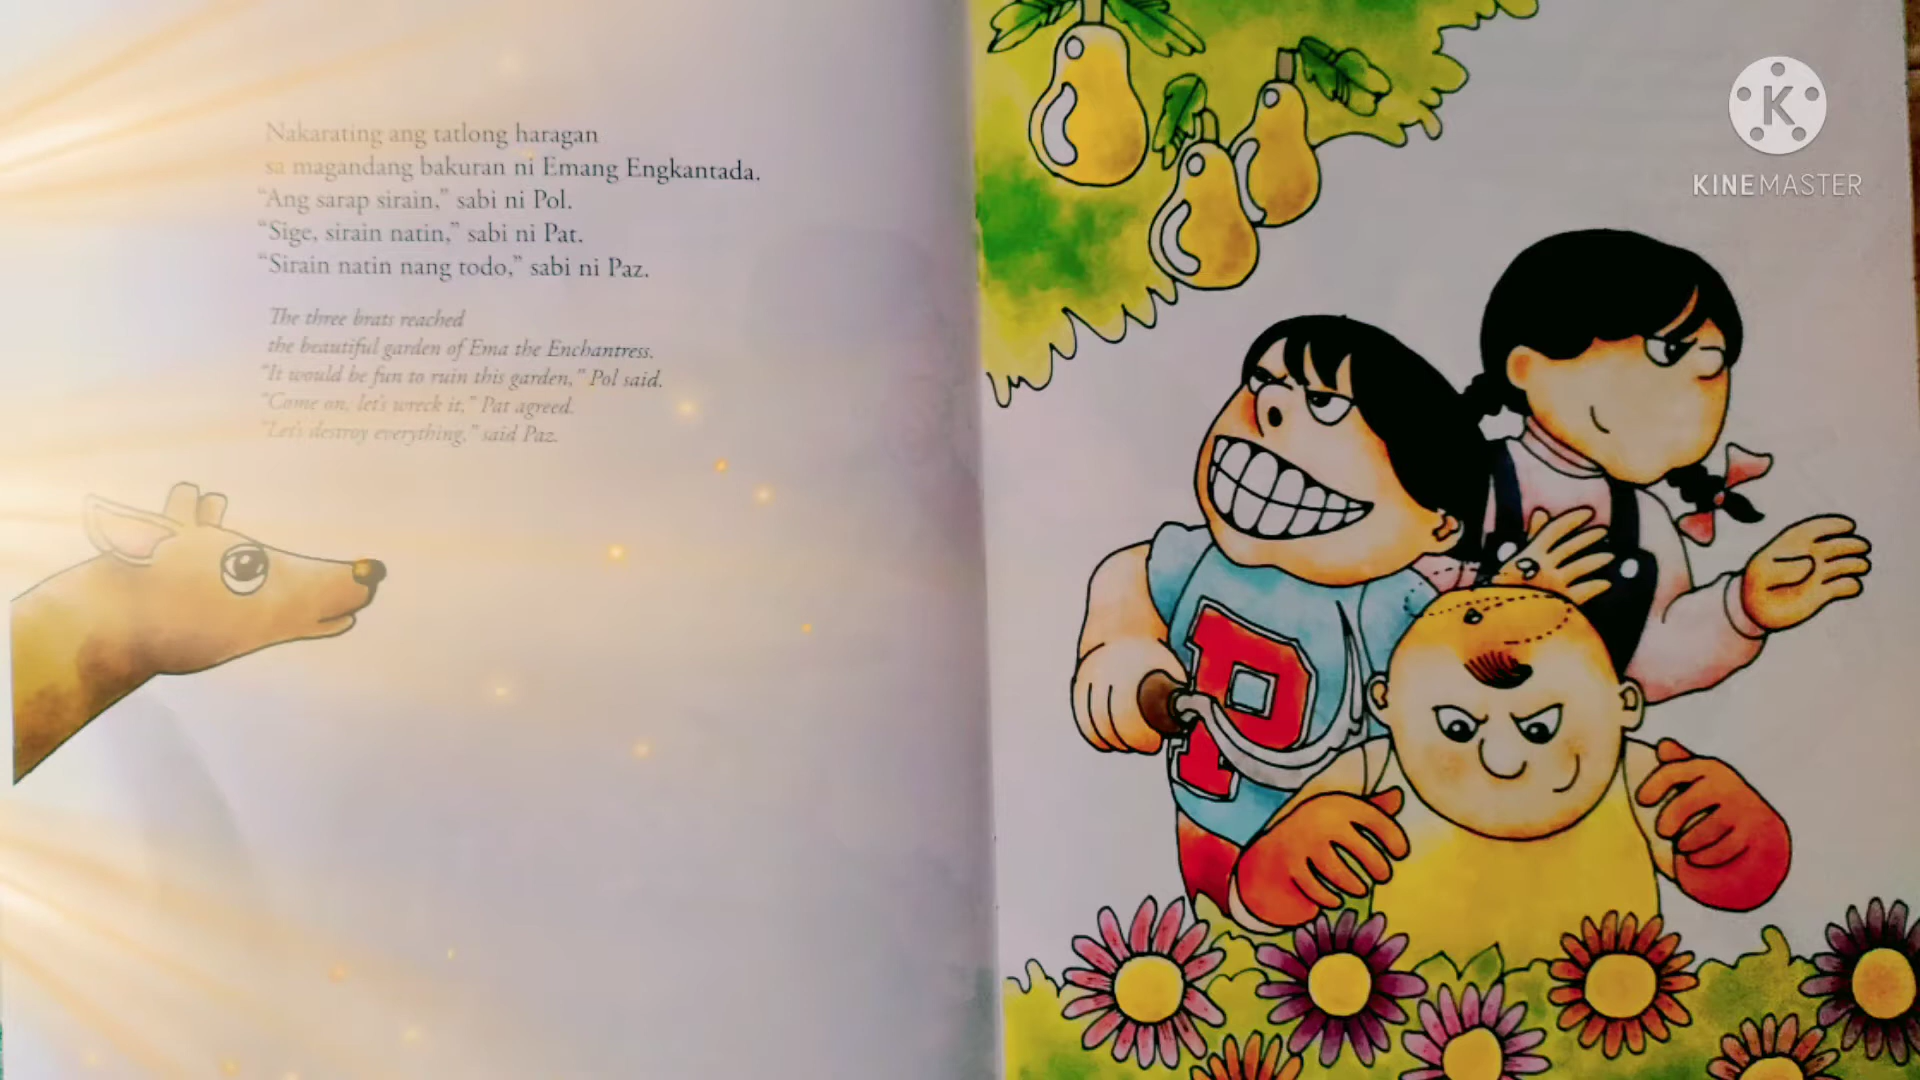 Nakarating ang tatlong haragan
sa magandang bakuran ni Emang Engkantada.
“Ang sarap sirain,” sabi ni Pol.
“Sige, sirain natin,” sabi ni Pat.
“Sirain natin nang todo,” sabi ni Paz.
The three brats reached
the beautiful garden of Ema the Enchantress.
“It would be fun to ruin this garden,” Pol said.
“Come on, let’s wreck it,” Pat agreed.
“Let’s destroy everything,” said Paz.
K
KINEMASTER
P